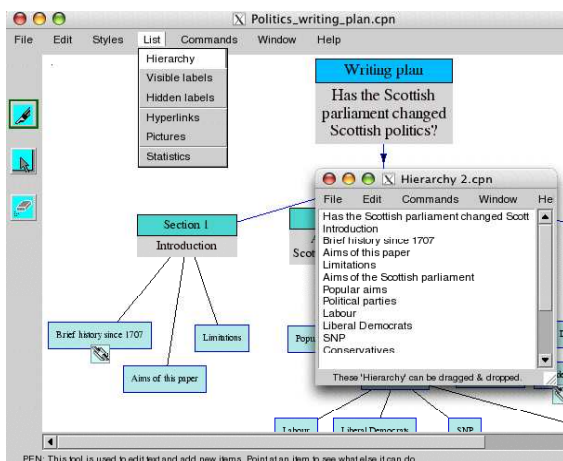 Politics_writing_plan.cpn
File Edit Styles List Commands Window Help
Hierarchy
Visible labels
Hidden labels
Hyperlinks
Pictures
Statistics
Writing plan
Has the Scottish
parliament changed
Scottish politics?
Section 1
Introduction
Brief history since 1707
Aims of this paper
Limitations
Hierarchy 2.cpn
File Edit Commands Window He
Has the Scottish parliament changed Scott
Introduction
Brief history since 1707
Aims of this paper
Limitations
Aims of the Scottish parliament
Popular aims
Political parties
Labour
Liberal Democrats
SNP
Conservatives
These 'Hierarchy' can be dragged & dropped.
Labour
Liberal Democrats
SNP
PEN: This tool is used to edit text and add new items. Point at an item to see what else it can do